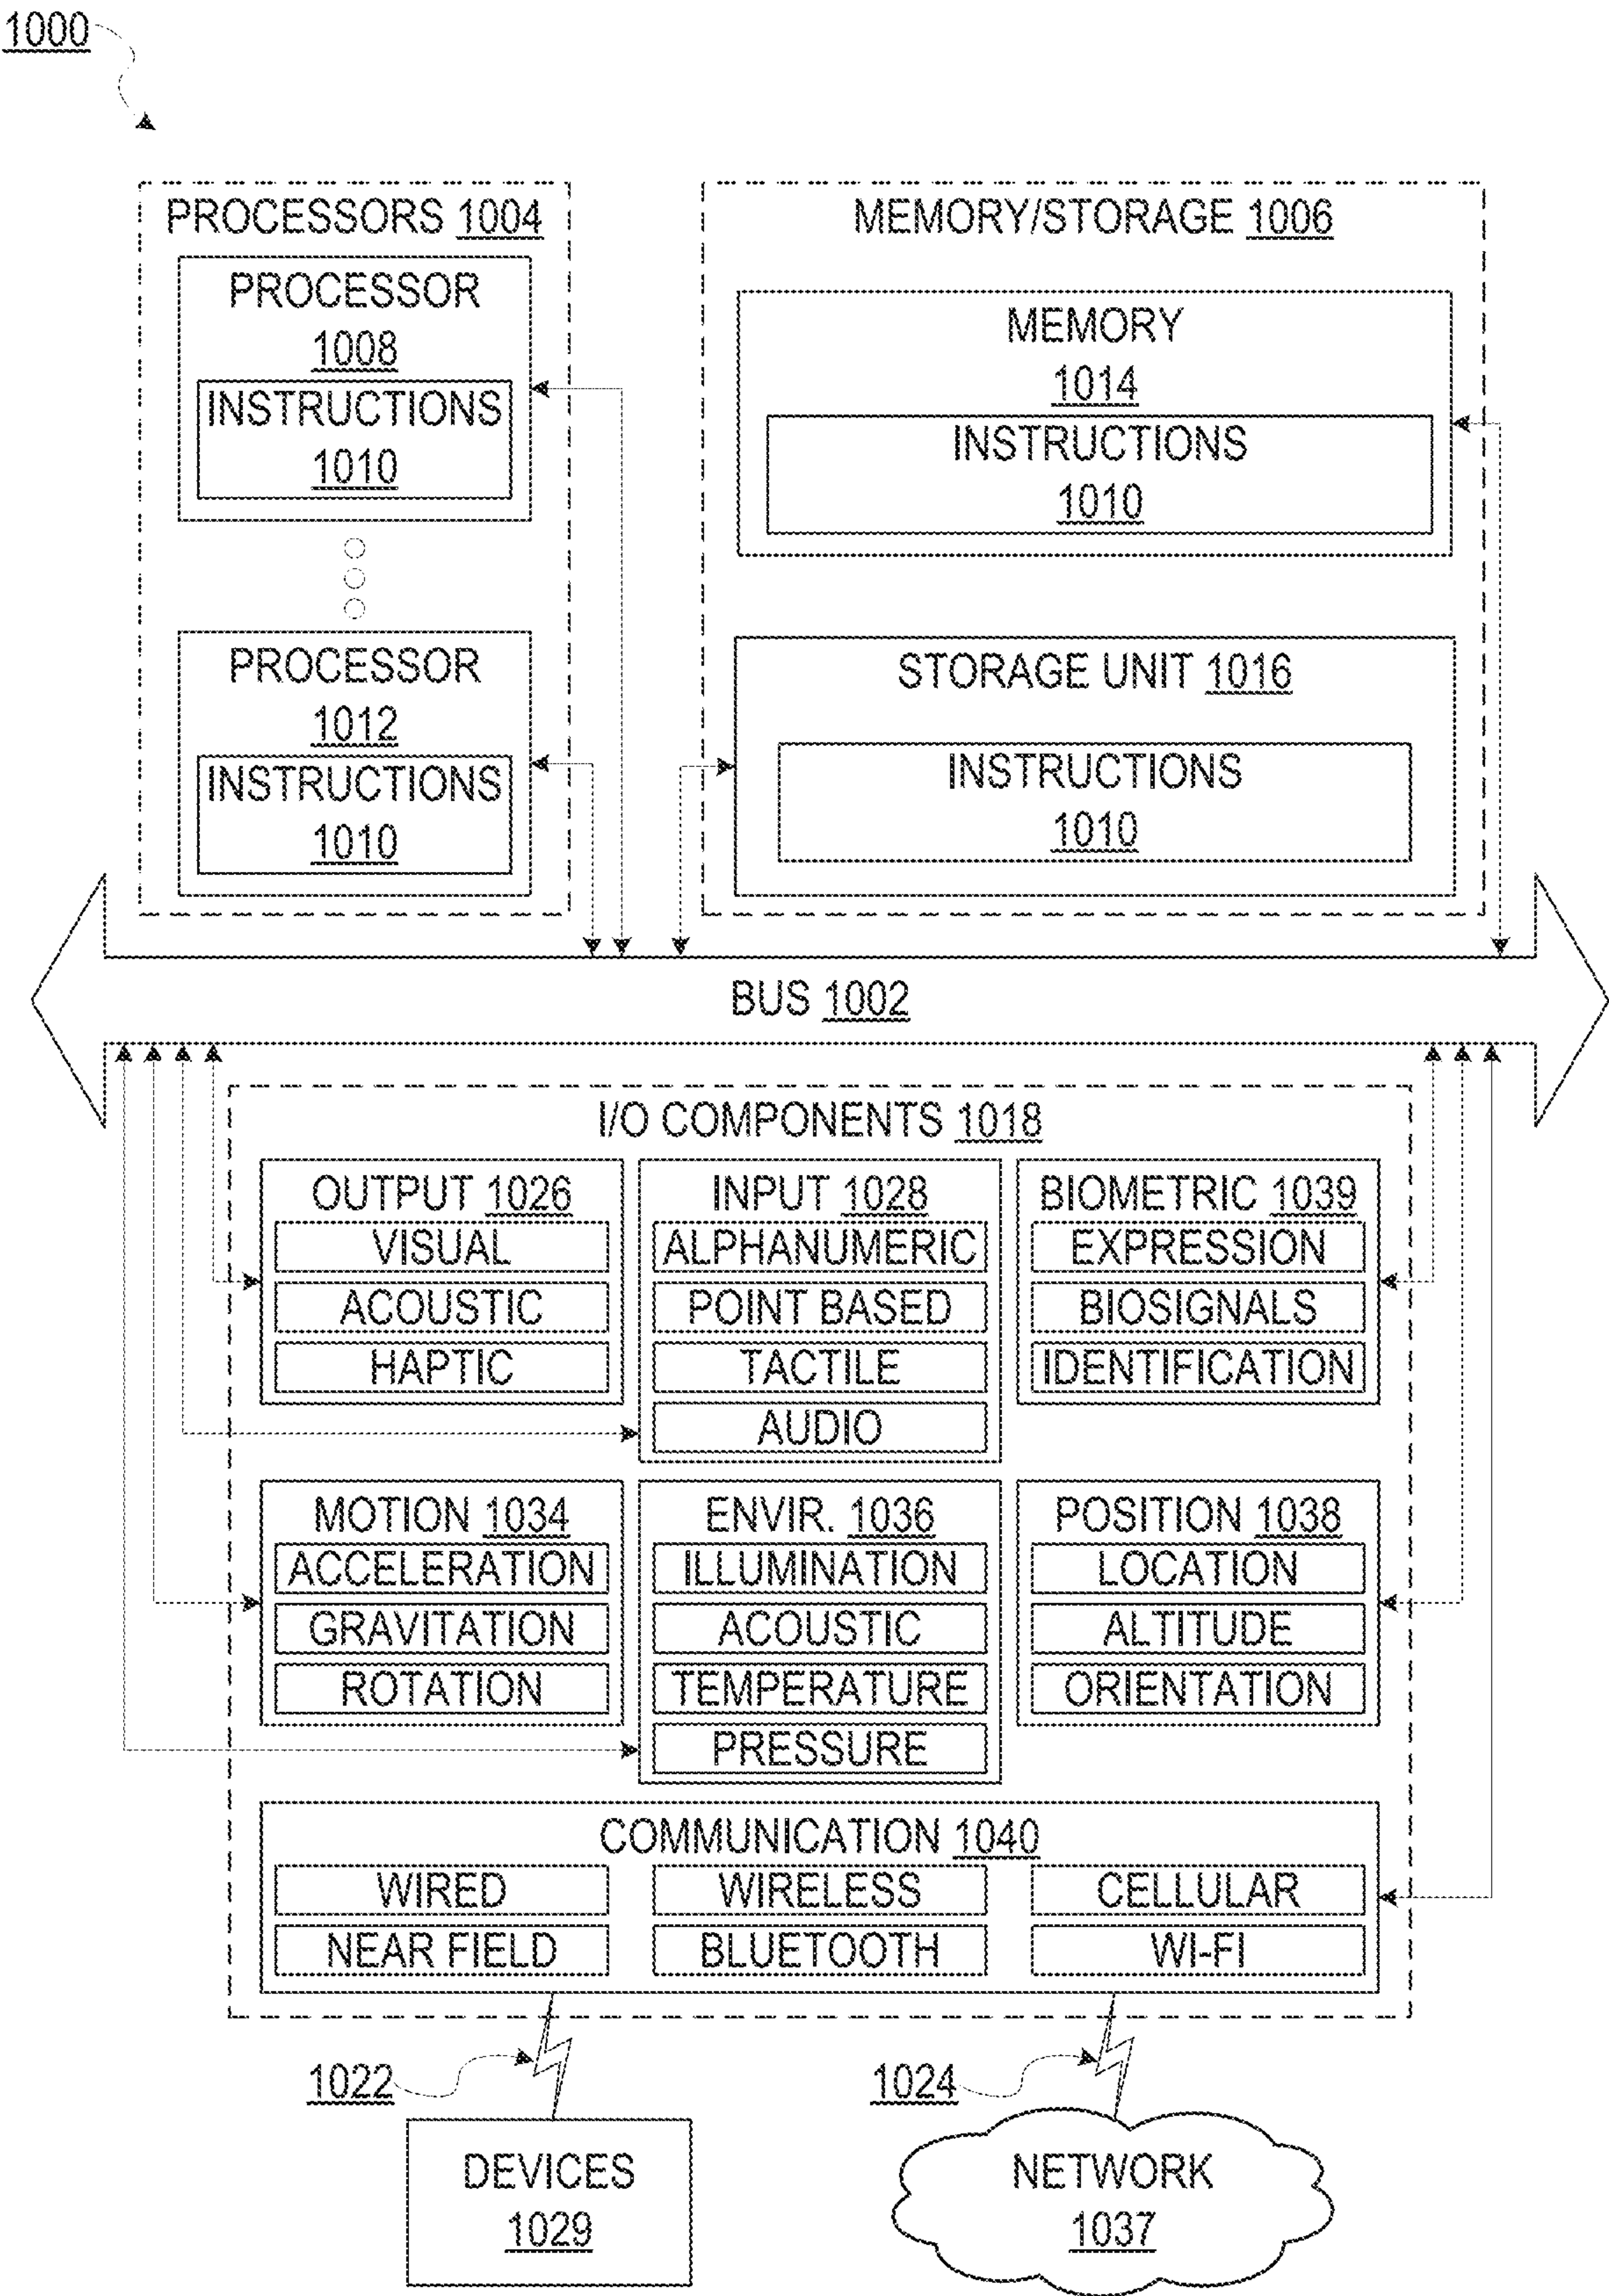 1000
PROCESSORS 1004
PROCESSOR
1008
INSTRUCTIONS
1010
PROCESSOR
1012
INSTRUCTIONS
1010
MEMORY/STORAGE 1006
MEMORY
1014
INSTRUCTIONS
1010
STORAGE UNIT 1016
INSTRUCTIONS
1010
BUS 1002
I/O COMPONENTS 1018
OUTPUT 1026
VISUAL
ACOUSTIC
HAPTIC
INPUT 1028
ALPHANUMERIC
POINT BASED
TACTILE
AUDIO
BIOMETRIC 1039
EXPRESSION
BIOSIGNALS
IDENTIFICATION
MOTION 1034
ACCELERATION
GRAVITATION
ROTATION
ENVIR. 1036
ILLUMINATION
ACOUSTIC
TEMPERATURE
PRESSURE
POSITION 1038
LOCATION
ALTITUDE
ORIENTATION
COMMUNICATION 1040
WIRED
WIRELESS
CELLULAR
NEAR FIELD
BLUETOOTH
WI-FI
1022
1024
DEVICES
1029
NETWORK
1037